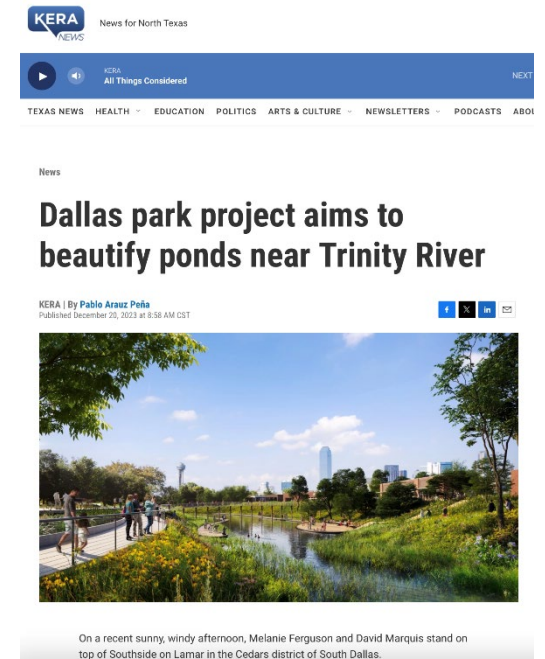 KERA
NEWS
News for North Texas
KERA
All Things Considered
NEXT
TEXAS NEWS HEALTH EDUCATION POLITICS ARTS & CULTURE NEWSLETTERS PODCASTS ABOU
News
Dallas park project aims to
beautify ponds near Trinity River
KERA | By Pablo Arauz Peña
Published December 20, 2023 at 8:58 AM CST
f X in
On a recent sunny, windy afternoon, Melanie Ferguson and David Marquis stand on
top of Southside on Lamar in the Cedars district of South Dallas.